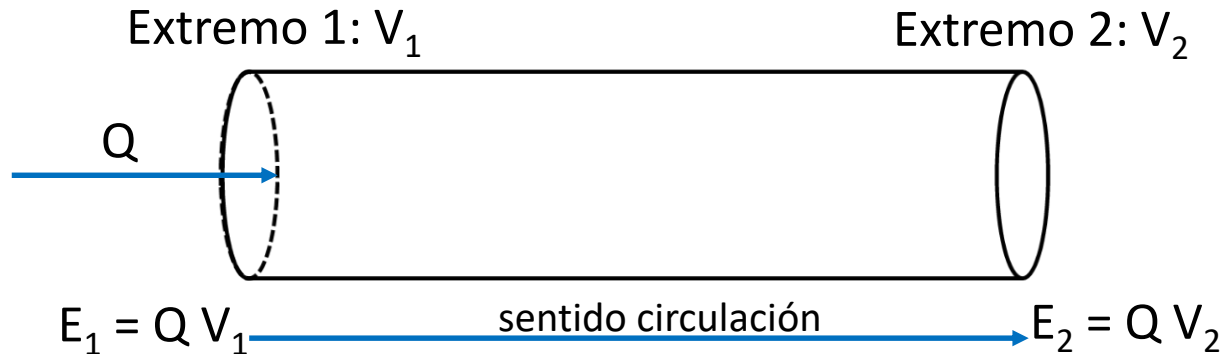 Extremo 1: V₁
Extremo 2: V₂
Q
E₁ = Q V₁
sentido circulación
E₂ = Q V₂